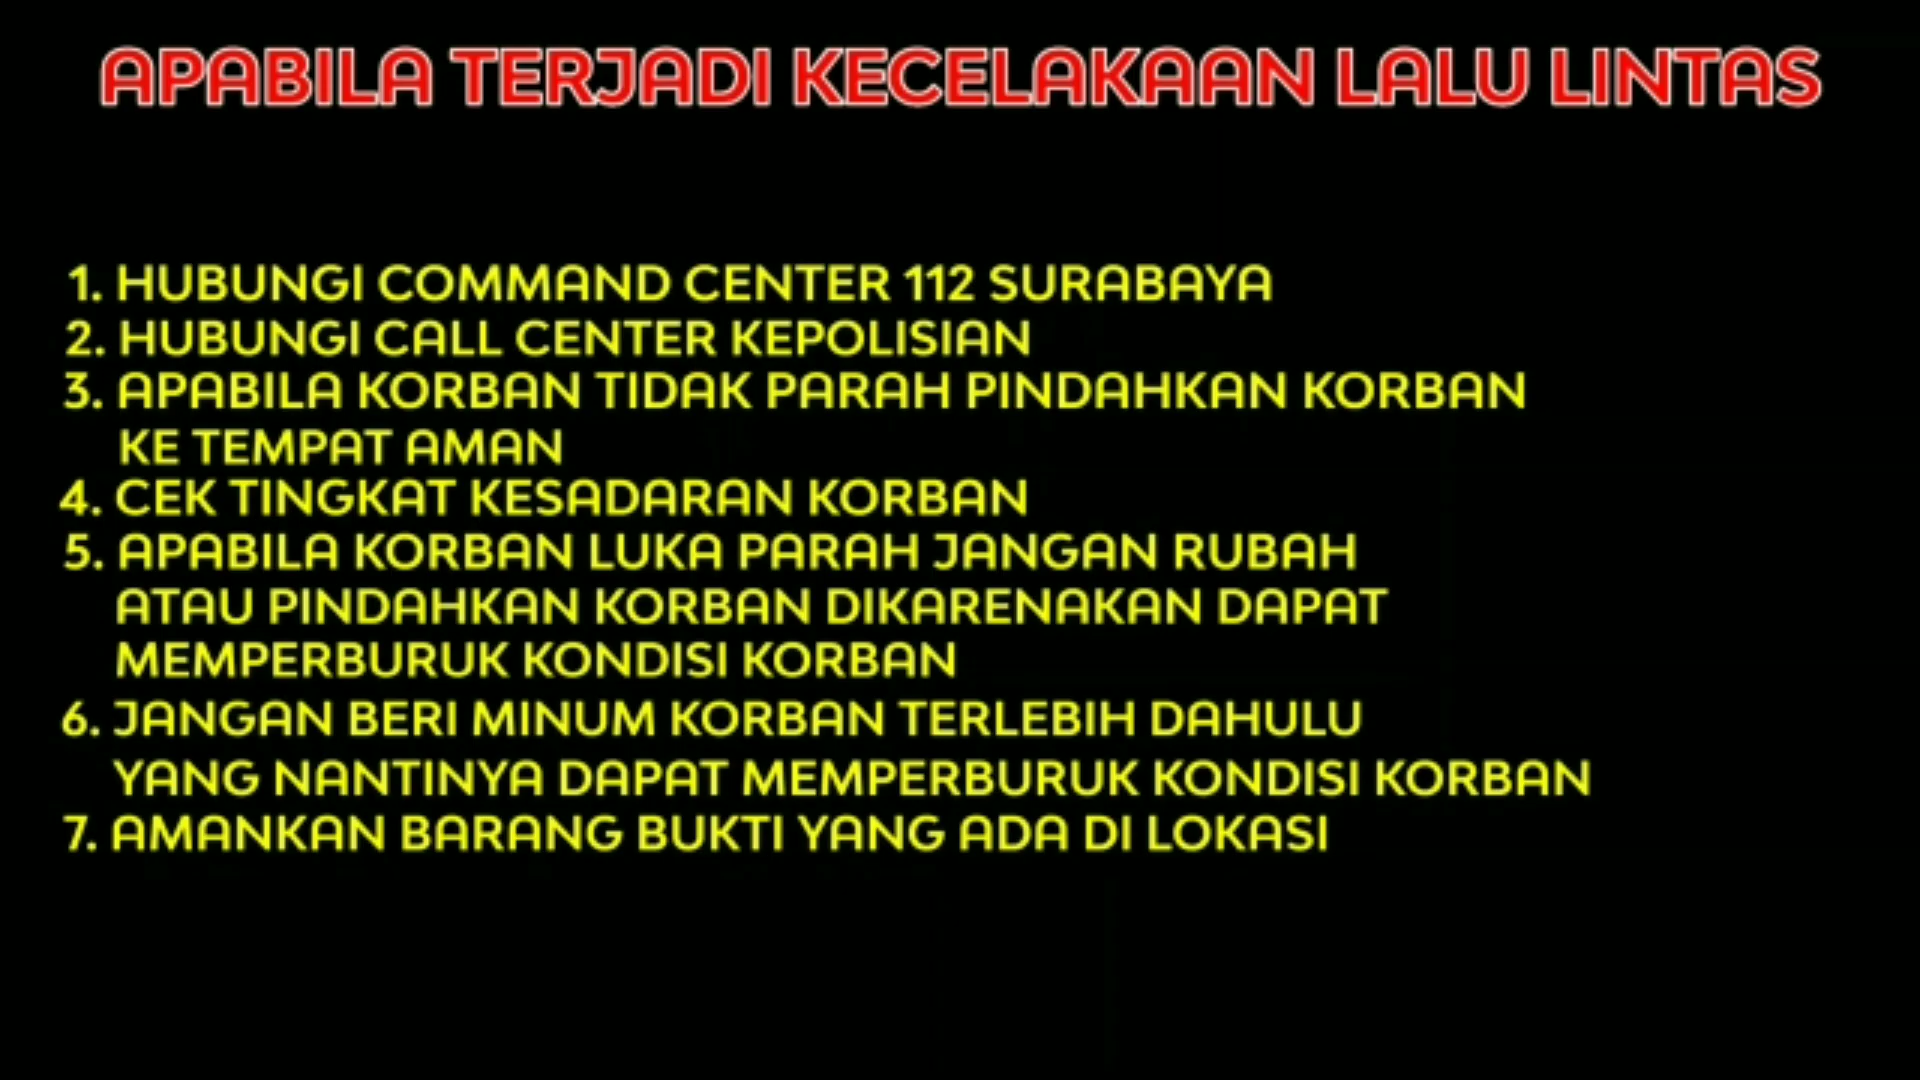 APABILA TERJADI KECELAKAAN LALU LINTAS
1. HUBUNGI COMMAND CENTER 112 SURABAYA
2. HUBUNGI CALL CENTER KEPOLISIAN
3. APABILA KORBAN TIDAK PARAH PINDAHKAN KORBAN
KE TEMPAT AMAN
4. CEK TINGKAT KESADARAN KORBAN
5. APABILA KORBAN LUKA PARAH JANGAN RUBAH
ATAU PINDAHKAN KORBAN DIKARENAKAN DAPAT
MEMPERBURUK KONDISI KORBAN
6. JANGAN BERI MINUM KORBAN TERLEBIH DAHULU
YANG NANTINYA DAPAT MEMPERBURUK KONDISI KORBAN
7. AMANKAN BARANG BUKTI YANG ADA DI LOKASI